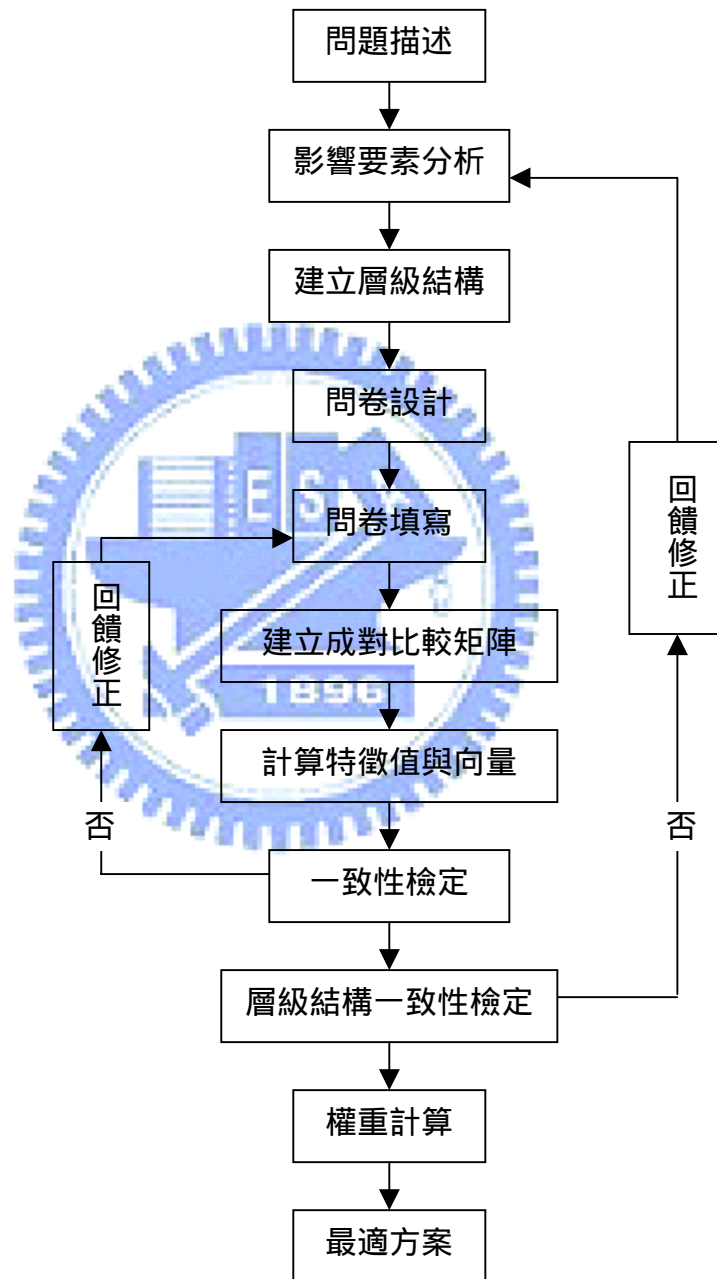 問題描述
影響要素分析
建立層級結構
問卷設計
問卷填寫
回饋修正
回饋修正
建立成對比較矩陣
1896
計算特徵值與向量
否
否
一致性檢定
層級結構一致性檢定
權重計算
最適方案